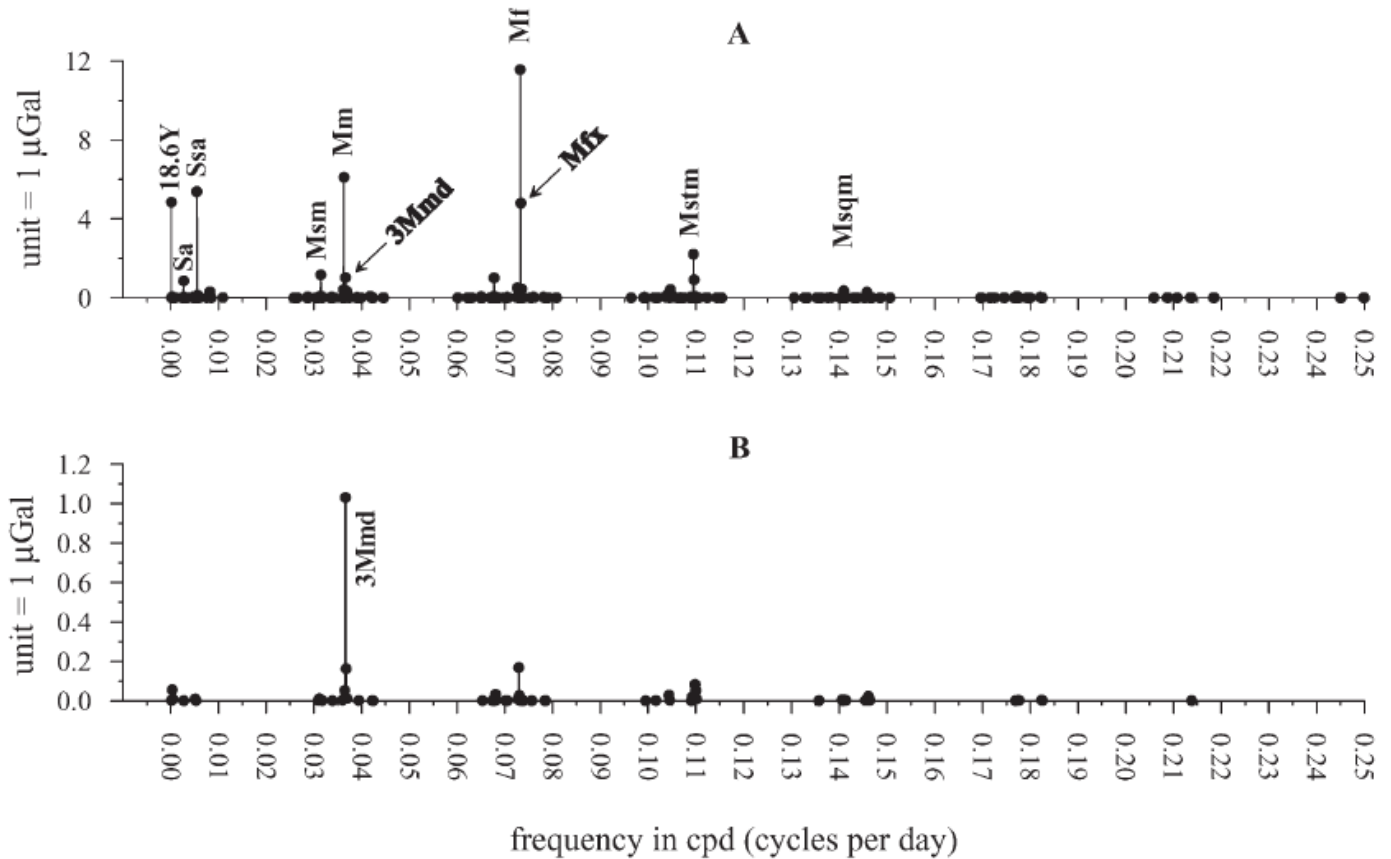 A
Mf
12
8
4
0
unit = 1 µGal
18.6Y
Sa
Ssa
Msm
Mm
3Mmd
Mfx
Mstm
Msqm
0.00 0.01 0.02 0.03 0.04 0.05 0.06 0.07 0.08 0.09 0.10 0.11 0.12 0.13 0.14 0.15 0.16 0.17 0.18 0.19 0.20 0.21 0.22 0.23 0.24 0.25
B
1.2
1.0
0.8
0.6
0.4
0.2
0.0
unit = 1 µGal
3Mmd
0.00 0.01 0.02 0.03 0.04 0.05 0.06 0.07 0.08 0.09 0.10 0.11 0.12 0.13 0.14 0.15 0.16 0.17 0.18 0.19 0.20 0.21 0.22 0.23 0.24 0.25
frequency in cpd (cycles per day)